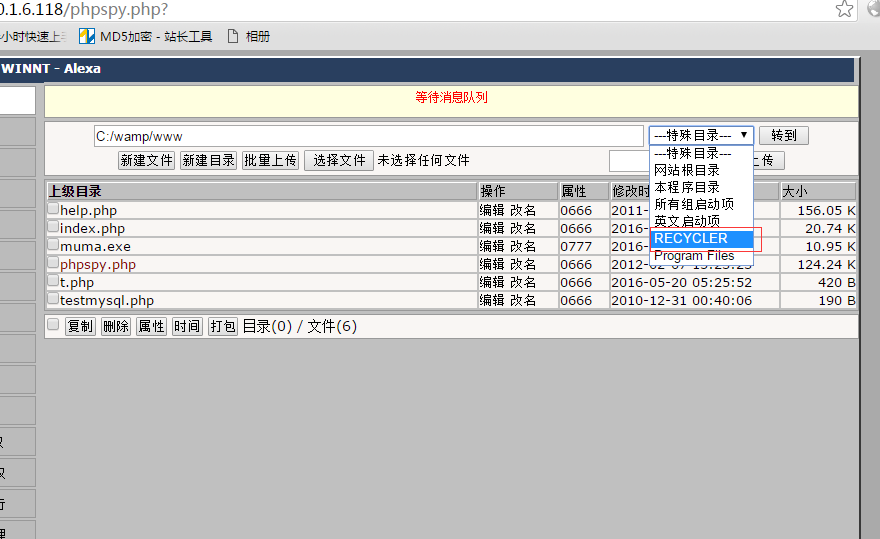 0.1.6.118/phpspy.php?
小时快速上手 MD5加密 - 站长工具 相册
WINNT - Alexa
等待消息队列
C:/wamp/www ---特殊目录--- 转到
新建文件 新建目录 批量上传 选择文件 未选择任何文件 上传
---特殊目录---
网站根目录
本程序目录
所有组启动项
英文启动项
RECYCLER
Program Files
上级目录 操作 属性 修改时 大小
help.php 编辑 改名 0666 2011- 156.05 K
index.php 编辑 改名 0666 2016- 20.74 K
muma.exe 编辑 改名 0777 2016- 10.95 K
phpspy.php 编辑 改名 0666 2012-02-07 124.24 K
t.php 编辑 改名 0666 2016-05-20 05:25:52 420 B
testmysql.php 编辑 改名 0666 2010-12-31 00:40:06 190 B
复制 删除 属性 时间 打包 目录(0) / 文件(6)